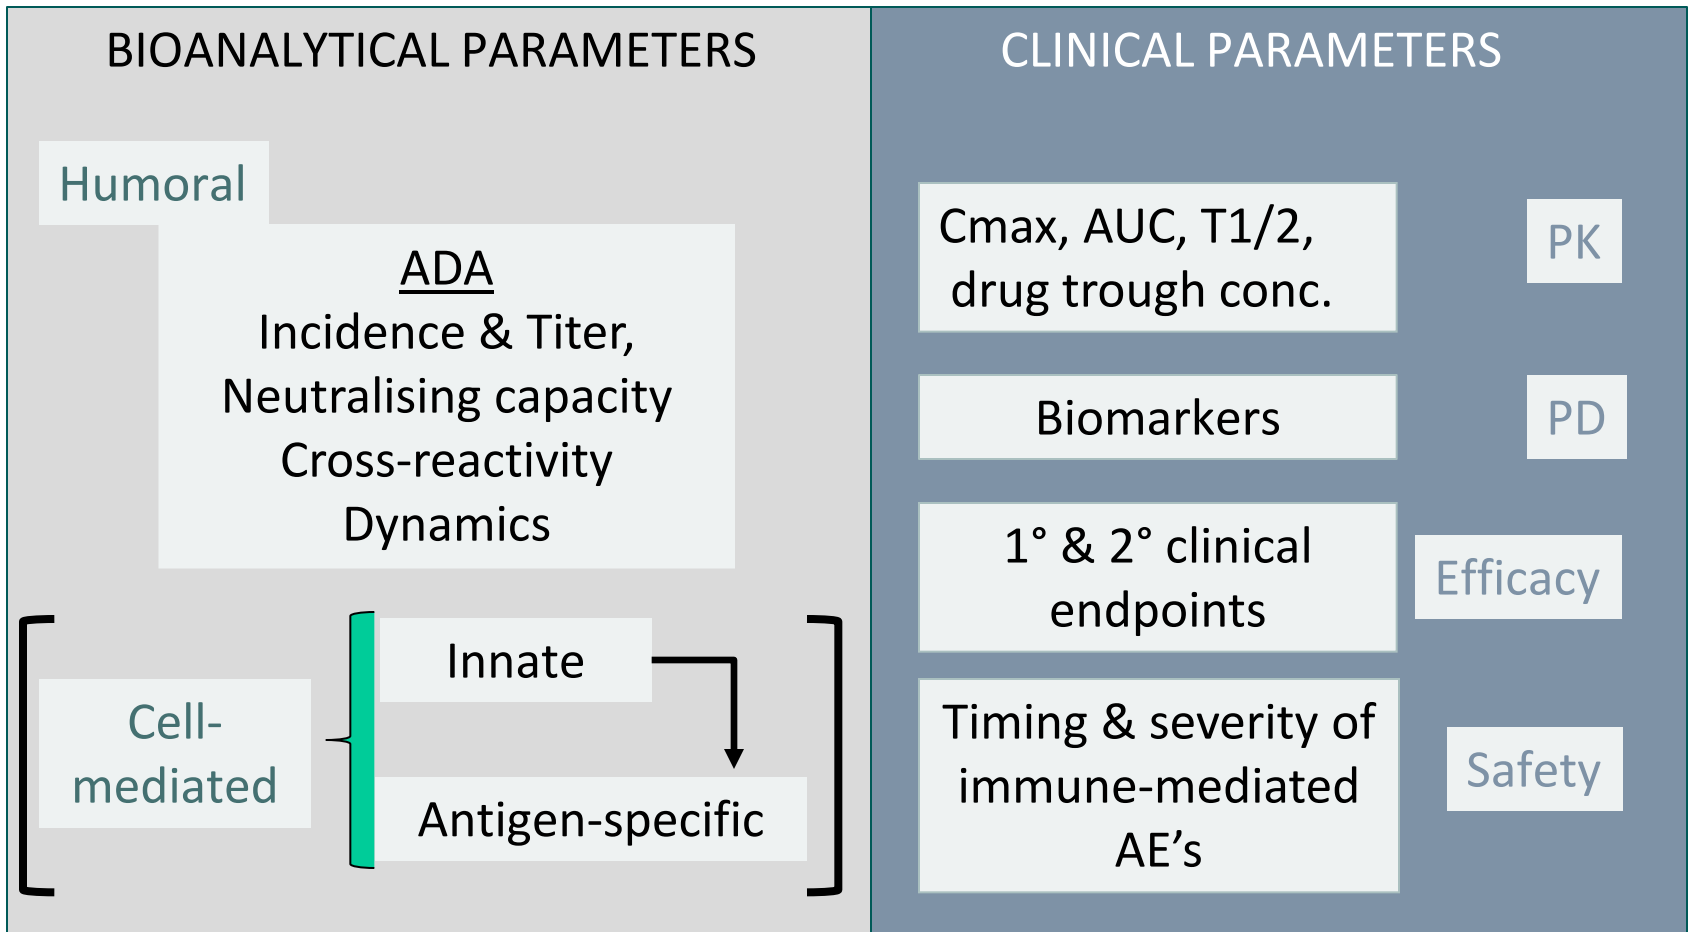 BIOANALYTICAL PARAMETERS
Humoral
ADA
Incidence & Titer,
Neutralising capacity
Cross-reactivity
Dynamics
Cell-
mediated
Innate
Antigen-specific
CLINICAL PARAMETERS
Cmax, AUC, T1/2,
drug trough conc.
PK
Biomarkers
PD
1° & 2° clinical
endpoints
Efficacy
Timing & severity of
immune-mediated
AE’s
Safety